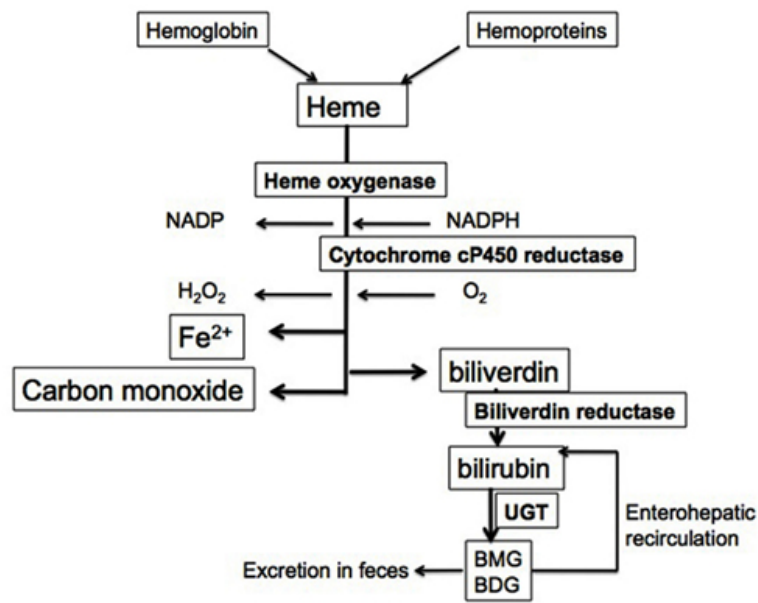 Hemoglobin
Hemoproteins
Heme
Heme oxygenase
NADP
NADPH
Cytochrome cP450 reductase
H₂O₂
O₂
Fe²⁺
Carbon monoxide
biliverdin
Biliverdin reductase
bilirubin
UGT
Enterohepatic
recirculation
Excretion in feces
BMG
BDG